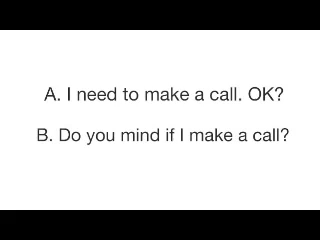 A. I need to make a call. OK?
B. Do you mind if I make a call?